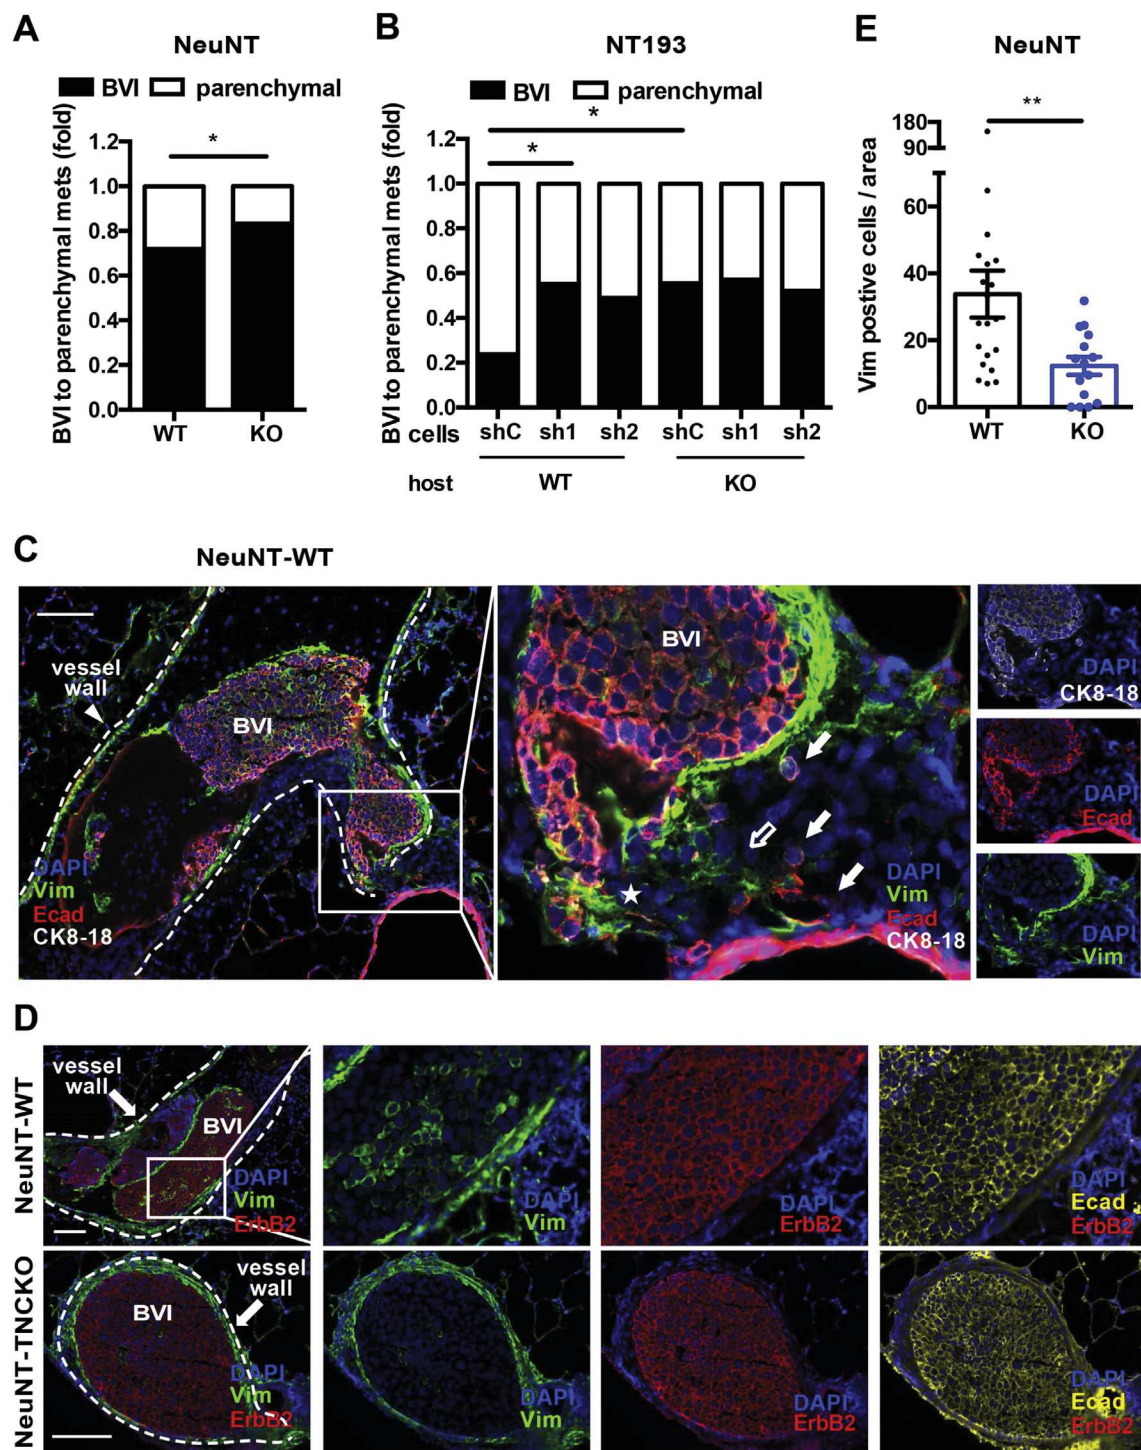 A
NeuNT
BVI parenchymal
BVI to parenchymal mets (fold)
1.2
1.0
0.8
0.6
0.4
0.2
0.0
*
WT KO
B
NT193
BVI parenchymal
BVI to parenchymal mets (fold)
1.2
1.0
0.8
0.6
0.4
0.2
0.0
*
*
cells shC sh1 sh2 shC sh1 sh2
host WT KO
E
NeuNT
**
Vim postive cells / area
180
90
60
40
20
0
WT KO
C
NeuNT-WT
vessel
wall
BVI
DAPI
Vim
Ecad
CK8-18
BVI
DAPI
Vim
Ecad
CK8-18
DAPI
CK8-18
DAPI
Ecad
DAPI
Vim
D
NeuNT-WT
vessel
wall
BVI
DAPI
Vim
ErbB2
DAPI
Vim
DAPI
ErbB2
DAPI
Ecad
ErbB2
NeuNT-TNCKO
vessel
wall
BVI
DAPI
Vim
ErbB2
DAPI
Vim
DAPI
ErbB2
DAPI
Ecad
ErbB2